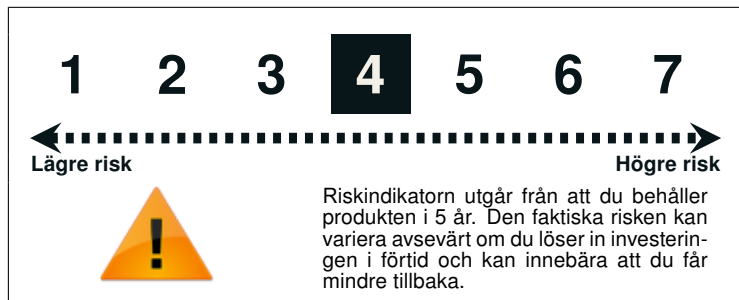 1 2 3 4 5 6 7
Lägre risk Högre risk
!
Riskindikatorn utgår från att du behåller
produkten i 5 år. Den faktiska risken kan
variera avsevärt om du löser in investerin-
gen i förtid och kan innebära att du får
mindre tillbaka.